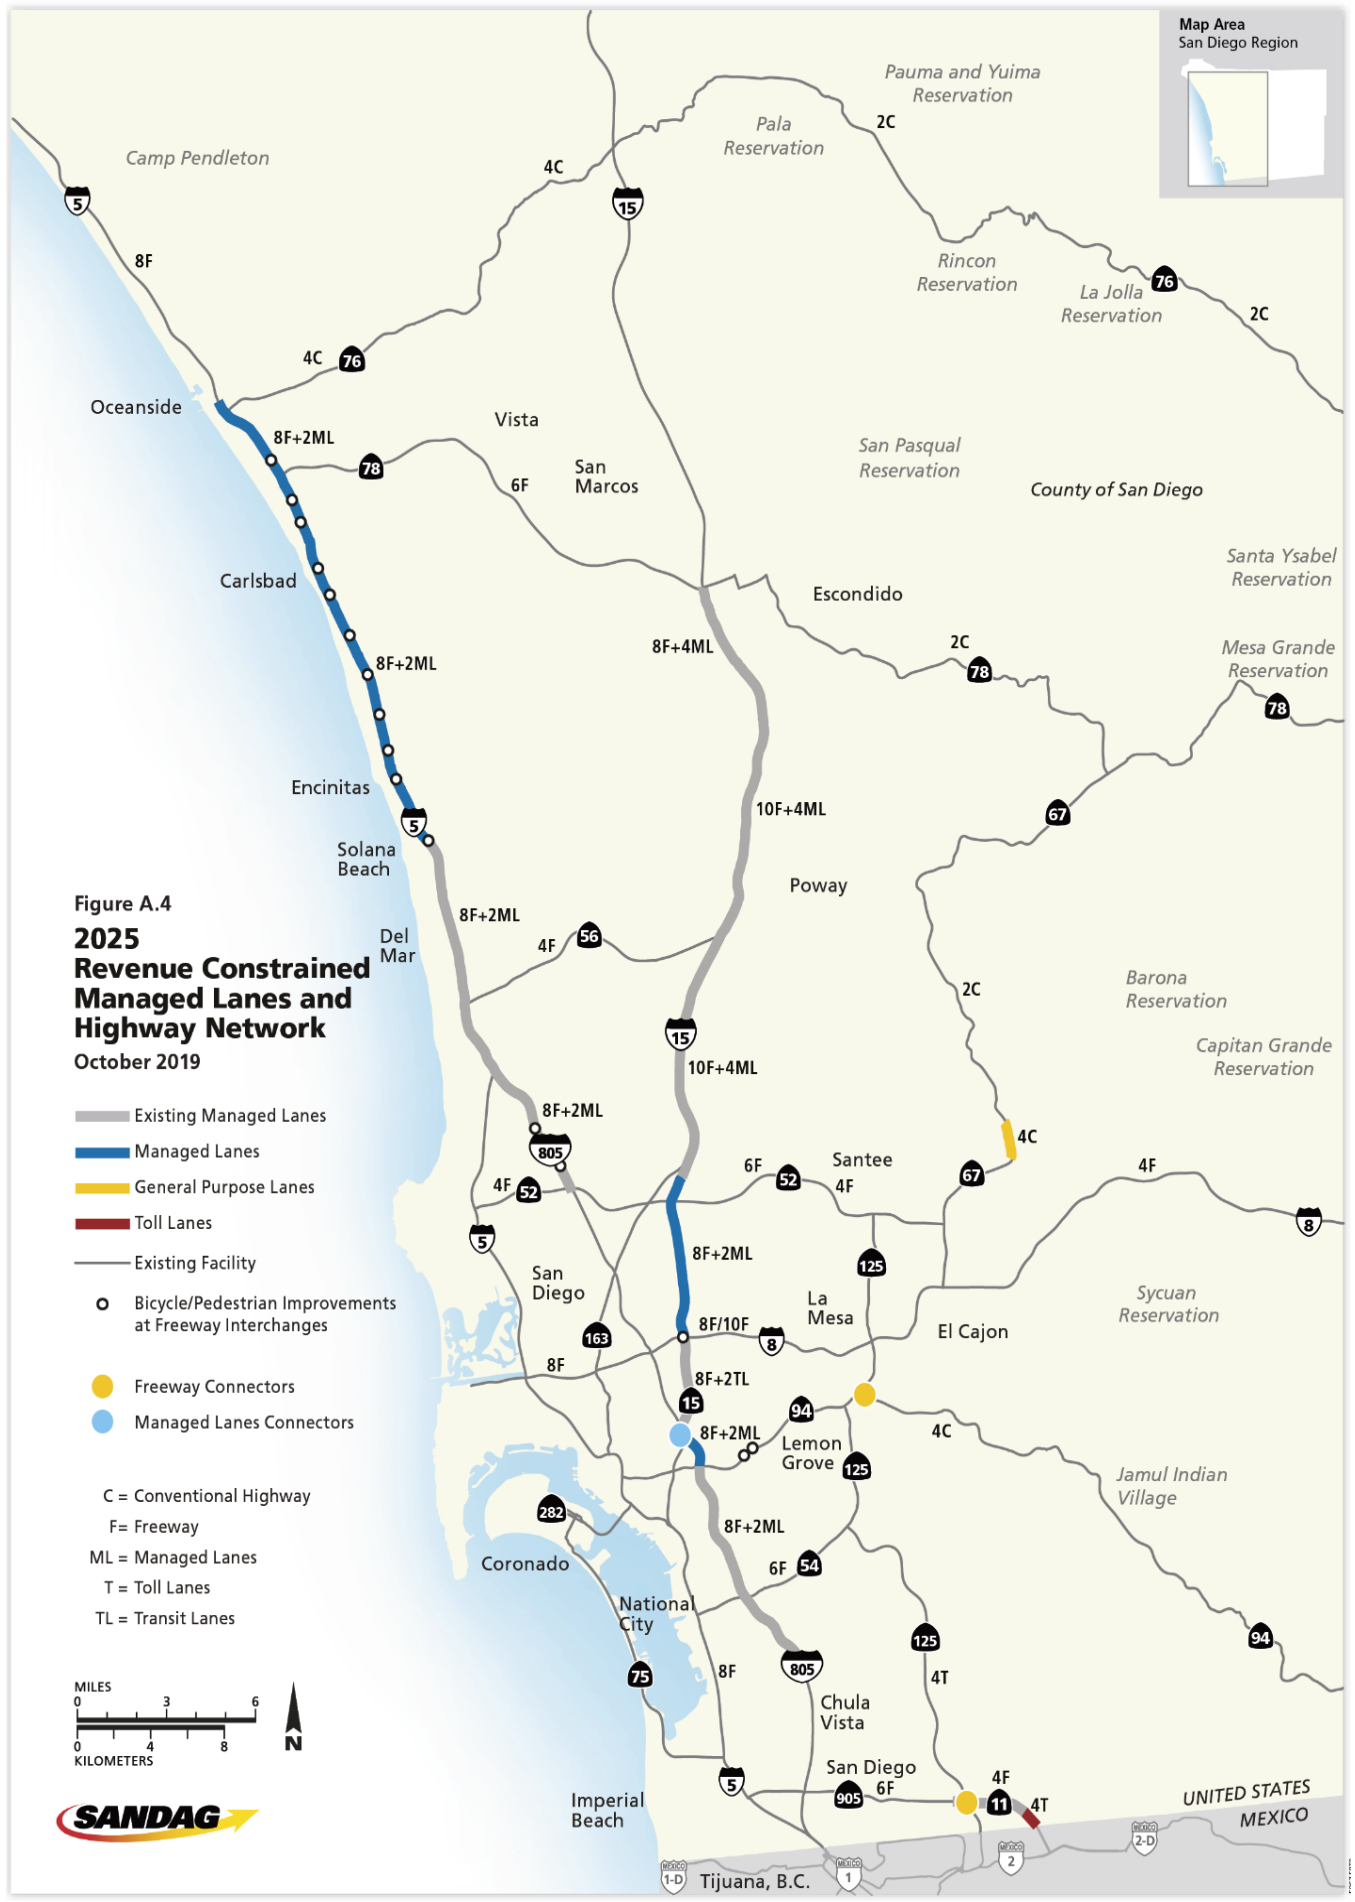 Map Area
San Diego Region
Pauma and Yuima
Reservation
2C
Pala
Reservation
Camp Pendleton
4C
5
15
8F
Rincon
Reservation
La Jolla
Reservation
76
2C
4C
76
Oceanside
8F+2ML
Vista
78
San
Marcos
6F
San Pasqual
Reservation
County of San Diego
Santa Ysabel
Reservation
Carlsbad
Escondido
8F+4ML
2C
78
Mesa Grande
Reservation
78
8F+2ML
Encinitas
5
10F+4ML
67
Solana
Beach
Poway
8F+2ML
Del
Mar
4F
56
2C
Barona
Reservation
15
Capitan Grande
Reservation
10F+4ML
Figure A.4
2025
Revenue Constrained
Managed Lanes and
Highway Network
October 2019
Existing Managed Lanes
Managed Lanes
General Purpose Lanes
Toll Lanes
Existing Facility
Bicycle/Pedestrian Improvements
at Freeway Interchanges
Freeway Connectors
Managed Lanes Connectors
C = Conventional Highway
F= Freeway
ML = Managed Lanes
T = Toll Lanes
TL = Transit Lanes
MILES
0 3 6
0 4 8
KILOMETERS
N
SANDAG
8F+2ML
805
4C
4F
52
6F
52
Santee
4F
67
4F
8
5
8F+2ML
125
San
Diego
La
Mesa
Sycuan
Reservation
163
8F/10F
8
El Cajon
8F
8F+2TL
15
94
8F+2ML
4C
Lemon
Grove
125
Jamul Indian
Village
282
8F+2ML
Coronado
6F
54
National
City
125
94
75
8F
805
4T
Chula
Vista
San Diego
5
905
6F
4F
11
4T
Imperial
Beach
UNITED STATES
MEXICO
MEXICO
1-D
Tijuana, B.C.
MEXICO
1
MEXICO
2
MEXICO
2-D